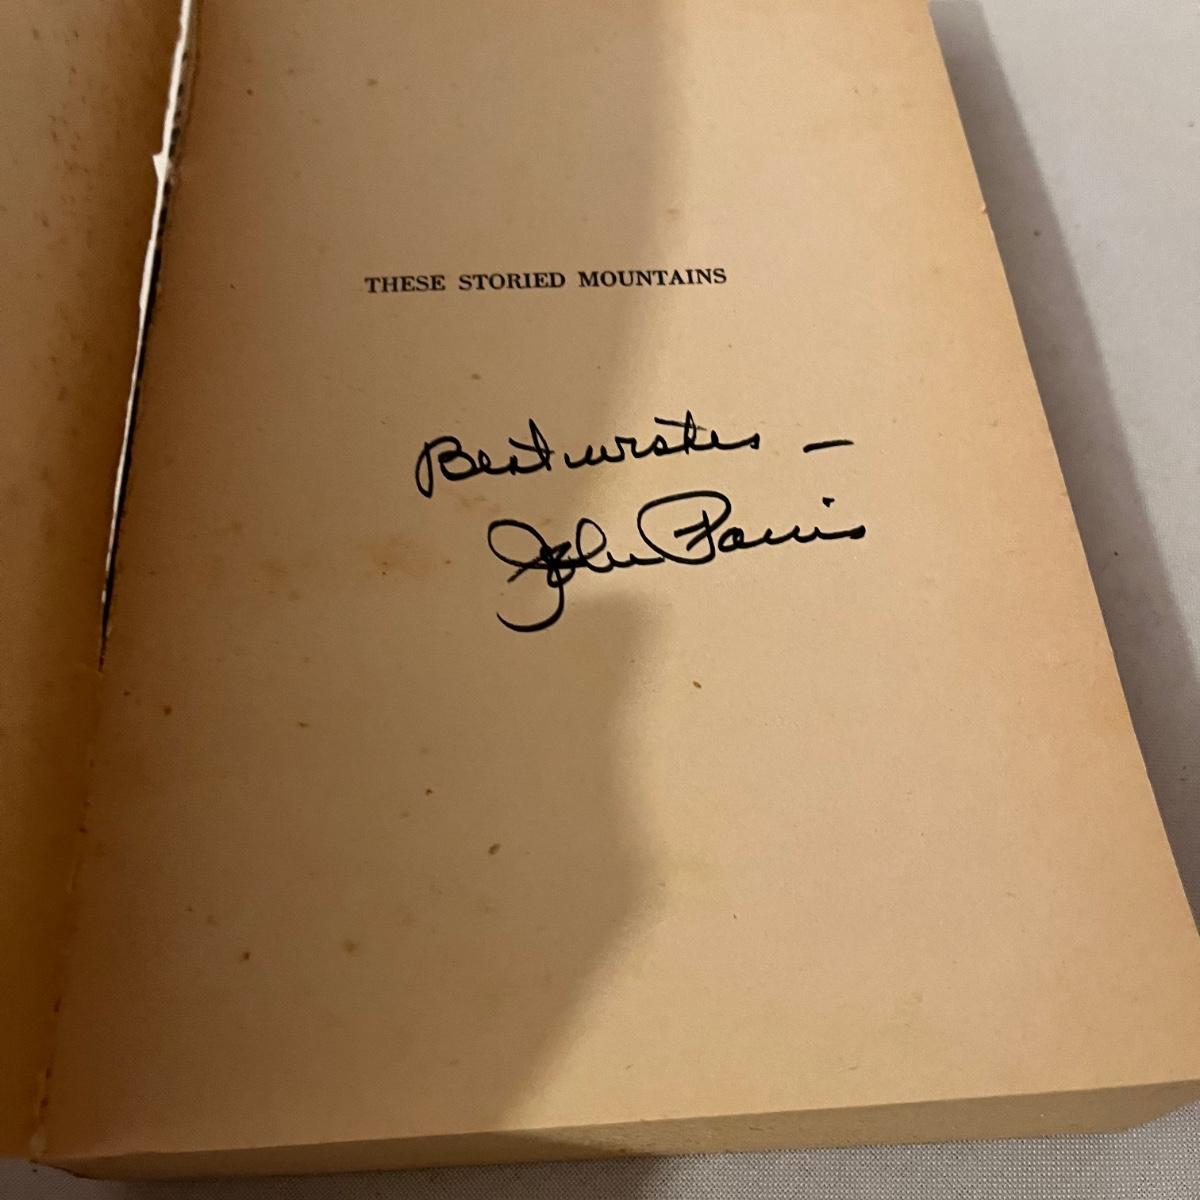 THESE STORIED MOUNTAINS
Best wishes –
John Parris